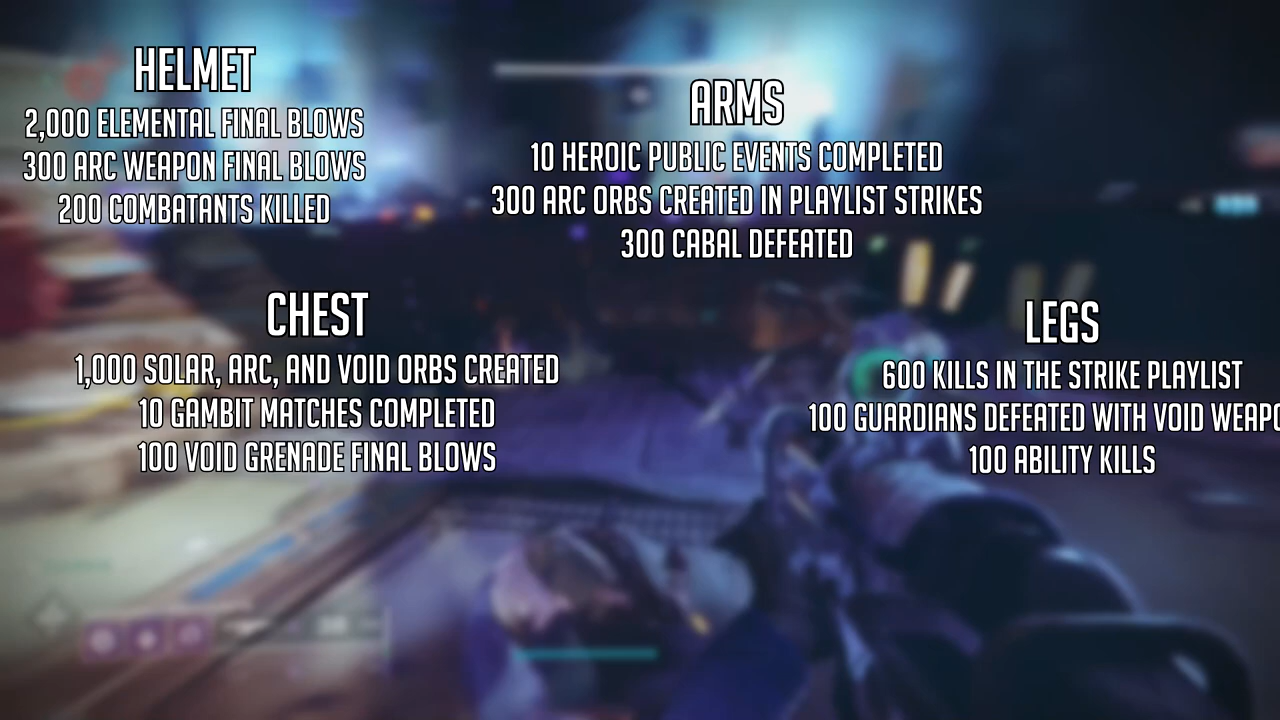 HELMET
2,000 ELEMENTAL FINAL BLOWS
300 ARC WEAPON FINAL BLOWS
200 COMBATANTS KILLED
ARMS
10 HEROIC PUBLIC EVENTS COMPLETED
300 ARC ORBS CREATED IN PLAYLIST STRIKES
300 CABAL DEFEATED
CHEST
1,000 SOLAR, ARC, AND VOID ORBS CREATED
10 GAMBIT MATCHES COMPLETED
100 VOID GRENADE FINAL BLOWS
LEGS
600 KILLS IN THE STRIKE PLAYLIST
100 GUARDIANS DEFEATED WITH VOID
100 ABILITY KILLS